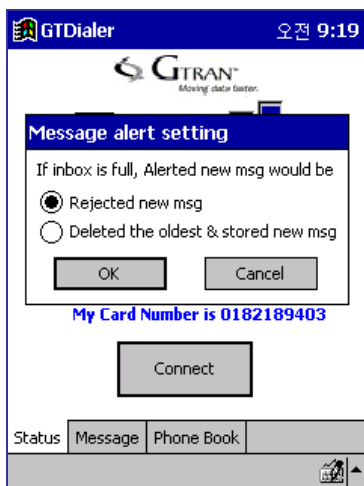 GTDialer 오전 9:19
GTRAN™
Moving data faster.
Message alert setting
If inbox is full, Alerted new msg would be
Rejected new msg
Deleted the oldest & stored new msg
OK Cancel
My Card Number is 0182189403
Connect
Status Message Phone Book